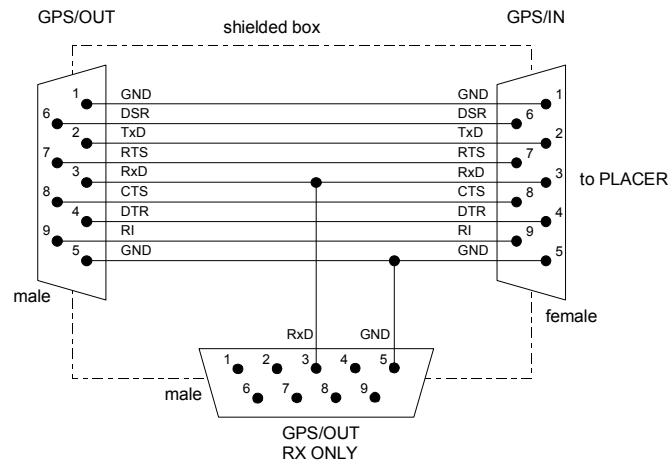 GPS/OUT
GPS/IN
shielded box
1 GND GND 1
6 DSR DSR 6
2 TxD TxD 2
7 RTS RTS 7
3 RxD RxD 3
to PLACER
8 CTS CTS 8
4 DTR DTR 4
9 RI RI 9
5 GND GND 5
male
female
RxD GND
1 2 3 4 5
male
6 7 8 9
GPS/OUT
RX ONLY